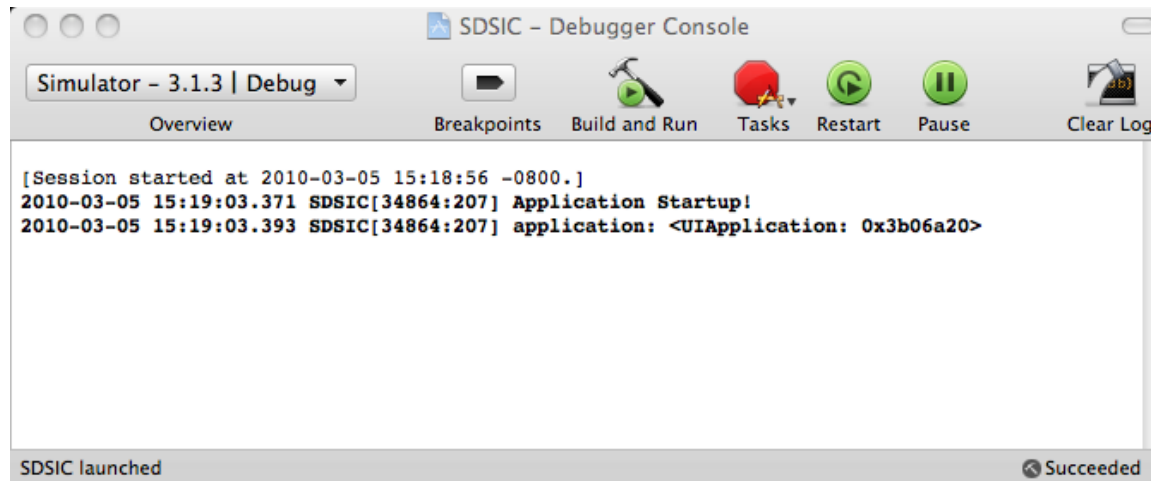 SDSIC – Debugger Console
Simulator – 3.1.3 | Debug
Overview Breakpoints Build and Run Tasks Restart Pause Clear Log
[Session started at 2010-03-05 15:18:56 -0800.]
2010-03-05 15:19:03.371 SDSIC[34864:207] Application Startup!
2010-03-05 15:19:03.393 SDSIC[34864:207] application: <UIApplication: 0x3b06a20>
SDSIC launched Succeeded